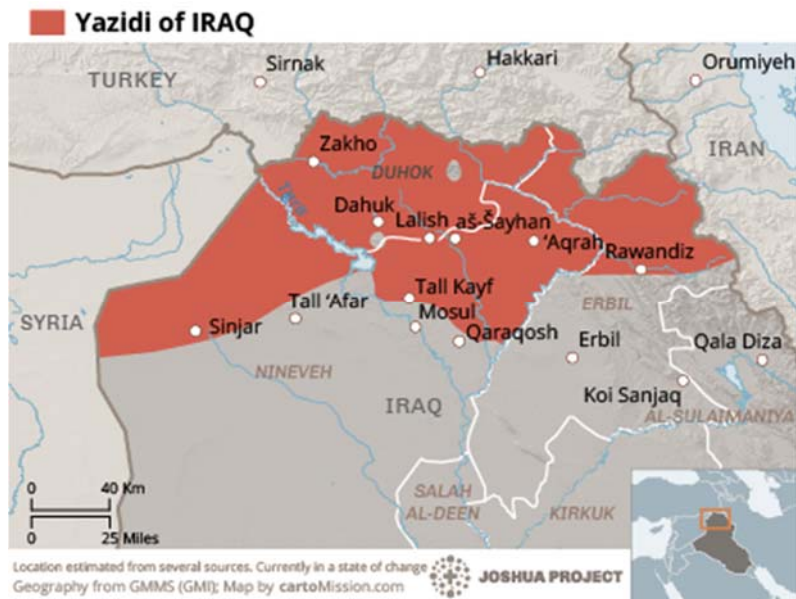 Yazidi of IRAQ
Sirnak
Hakkari
Orumiyeh
TURKEY
IRAN
Zakho
DUHOK
Dahuk
Lalish
aš-Šayhan
'Aqrah
Rawandiz
Tall Kayf
ERBIL
Tall 'Afar
Mosul
SYRIA
Sinjar
Qaraqosh
Erbil
Qala Diza
NINEVEH
IRAQ
Koi Sanjaq
AL-SULAIMANIYA
0 40 Km
0 25 Miles
SALAH
AL-DEEN
KIRKUK
Location estimated from several sources. Currently in a state of change
Geography from GMMS (GMI); Map by cartoMission.com
JOSHUA PROJECT